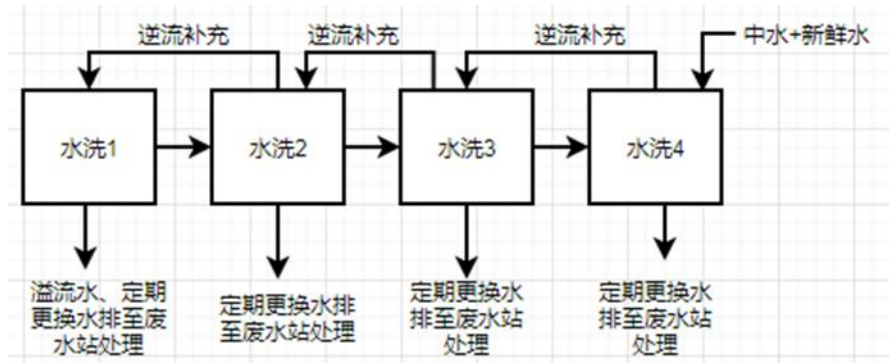 逆流补充
逆流补充
逆流补充
中水+新鲜水
水洗1
水洗2
水洗3
水洗4
溢流水、定期
更换水排至废
水站处理
定期更换水排
至废水站处理
定期更换水
排至废水站
处理
定期更换水
排至废水站
处理